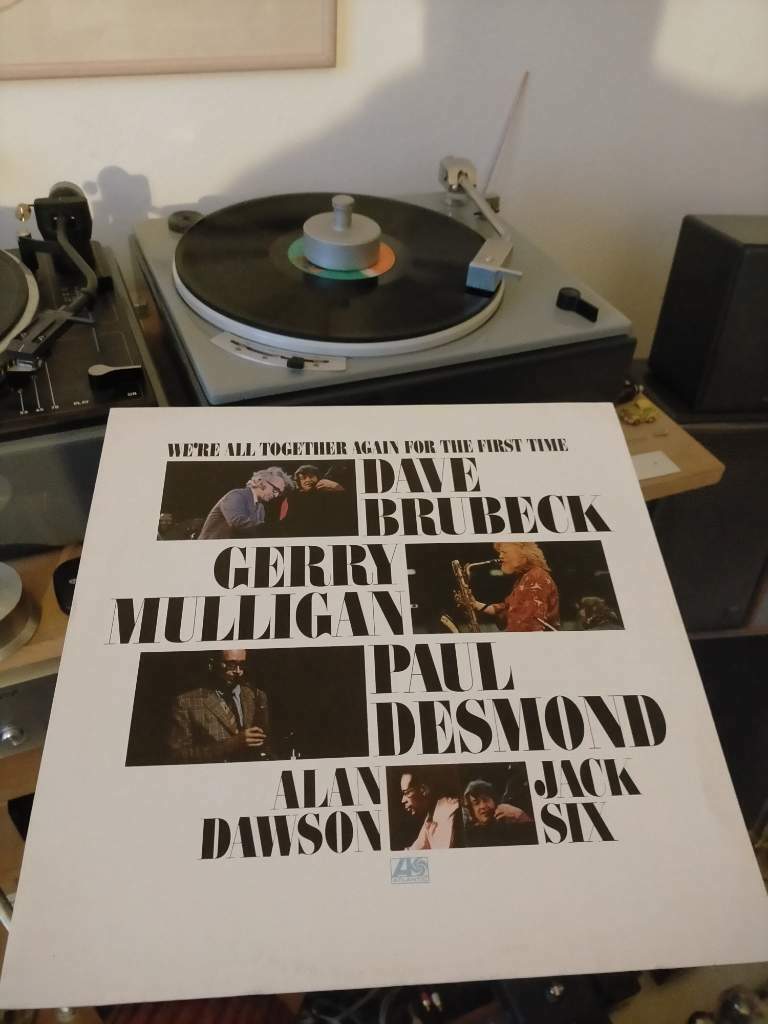 WE'RE ALL TOGETHER AGAIN FOR THE FIRST TIME
DAVE
BRUBECK
GERRY
MULLIGAN
PAUL
DESMOND
ALAN
DAWSON
JACK
SIX
ATLANTIC